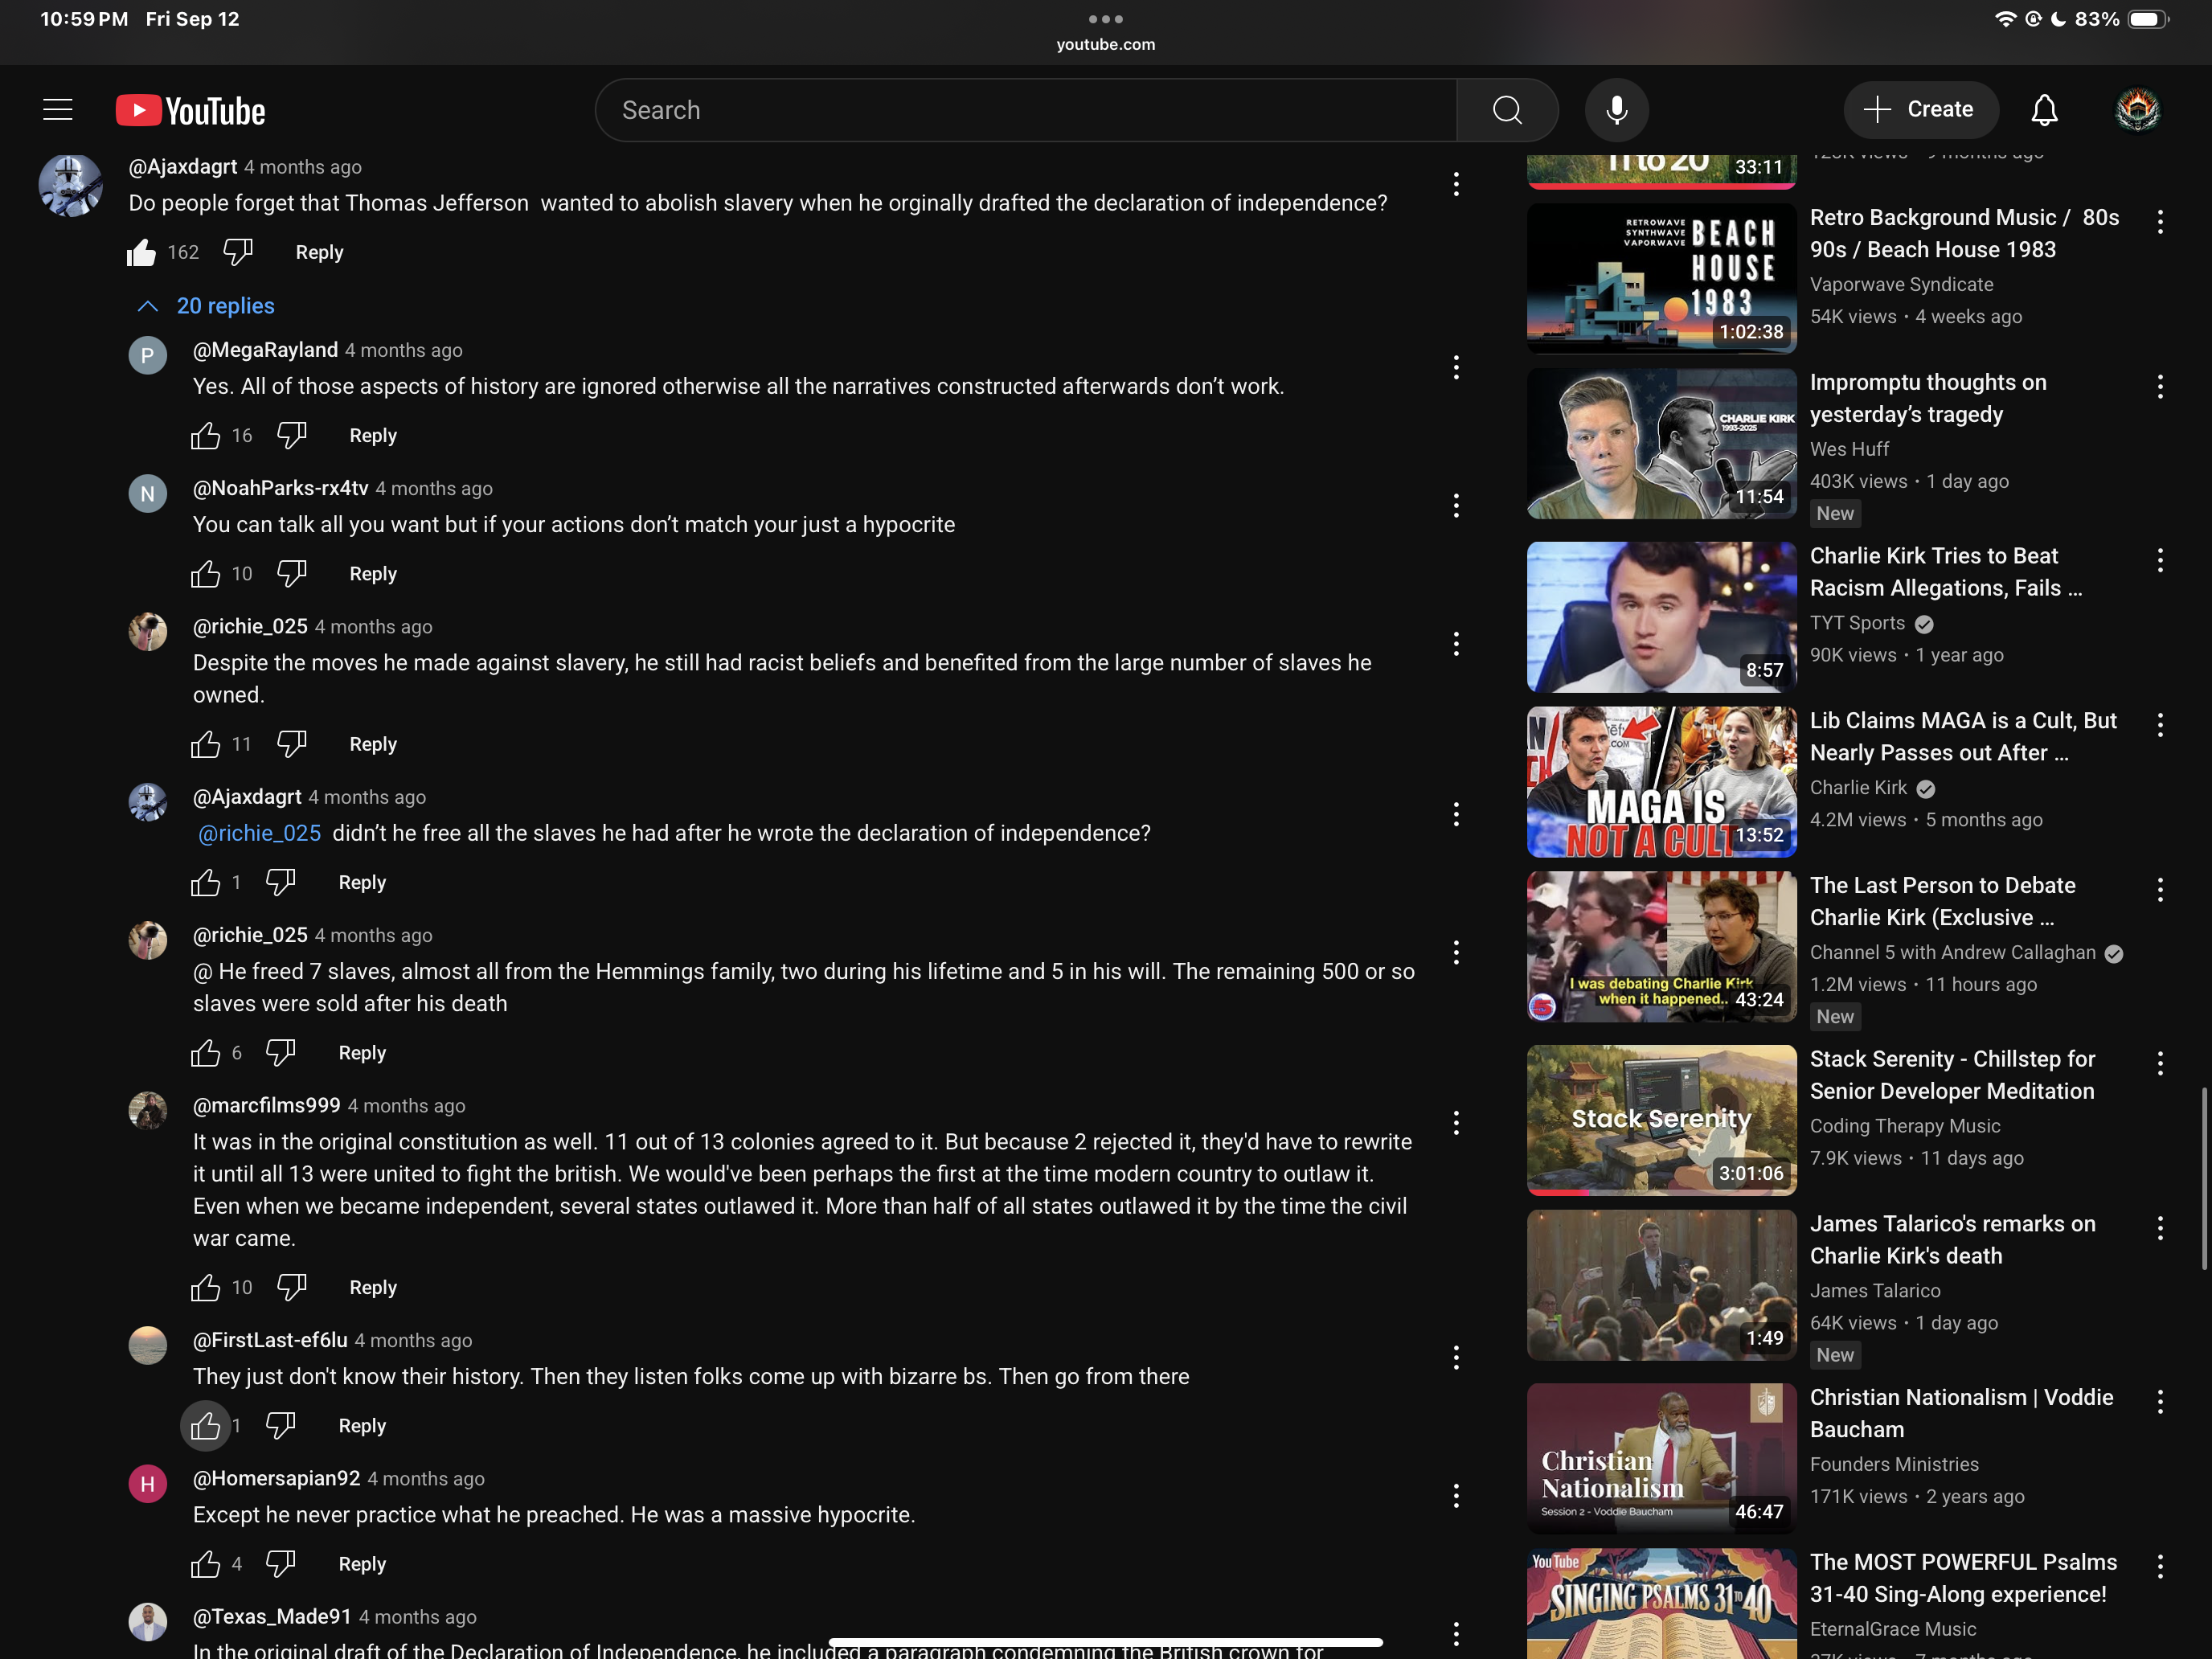 10:59 PM Fri Sep 12
youtube.com
83%
YouTube
Search
Create
@Ajaxdagrt 4 months ago
Do people forget that Thomas Jefferson wanted to abolish slavery when he orginally drafted the declaration of independence?
162
Reply
20 replies
P
@MegaRayland 4 months ago
Yes. All of those aspects of history are ignored otherwise all the narratives constructed afterwards don’t work.
16
Reply
N
@NoahParks-rx4tv 4 months ago
You can talk all you want but if your actions don’t match your just a hypocrite
10
Reply
@richie_025 4 months ago
Despite the moves he made against slavery, he still had racist beliefs and benefited from the large number of slaves he
owned.
11
Reply
@Ajaxdagrt 4 months ago
@richie_025 didn’t he free all the slaves he had after he wrote the declaration of independence?
1
Reply
@richie_025 4 months ago
@ He freed 7 slaves, almost all from the Hemmings family, two during his lifetime and 5 in his will. The remaining 500 or so
slaves were sold after his death
6
Reply
@marcfilms999 4 months ago
It was in the original constitution as well. 11 out of 13 colonies agreed to it. But because 2 rejected it, they'd have to rewrite
it until all 13 were united to fight the british. We would've been perhaps the first at the time modern country to outlaw it.
Even when we became independent, several states outlawed it. More than half of all states outlawed it by the time the civil
war came.
10
Reply
@FirstLast-ef6lu 4 months ago
They just don't know their history. Then they listen folks come up with bizarre bs. Then go from there
1
Reply
H
@Homersapian92 4 months ago
Except he never practice what he preached. He was a massive hypocrite.
4
Reply
@Texas_Made91 4 months ago
In the original draft of the Declaration of Independence, he included a paragraph condemning the British crown for
11 to 20
33:11
RETROWAVE
SYNTHWAVE
VAPORWAVE
BEACH
HOUSE
1983
1:02:38
Retro Background Music / 80s
90s / Beach House 1983
Vaporwave Syndicate
54K views • 4 weeks ago
CHARLIE KIRK
1993-2025
11:54
Impromptu thoughts on
yesterday’s tragedy
Wes Huff
403K views • 1 day ago
New
8:57
Charlie Kirk Tries to Beat
Racism Allegations, Fails ...
TYT Sports
90K views • 1 year ago
.COM
MAGA IS
NOT A CULT
13:52
Lib Claims MAGA is a Cult, But
Nearly Passes out After ...
Charlie Kirk
4.2M views • 5 months ago
I was debating Charlie Kirk
when it happened..
5
43:24
The Last Person to Debate
Charlie Kirk (Exclusive ...
Channel 5 with Andrew Callaghan
1.2M views • 11 hours ago
New
Stack Serenity
3:01:06
Stack Serenity - Chillstep for
Senior Developer Meditation
Coding Therapy Music
7.9K views • 11 days ago
1:49
James Talarico's remarks on
Charlie Kirk's death
James Talarico
64K views • 1 day ago
New
Christian
Nationalism
Session 2 - Voddie Baucham
46:47
Christian Nationalism | Voddie
Baucham
Founders Ministries
171K views • 2 years ago
YouTube
SINGING PSALMS 31 TO 40
The MOST POWERFUL Psalms
31-40 Sing-Along experience!
EternalGrace Music